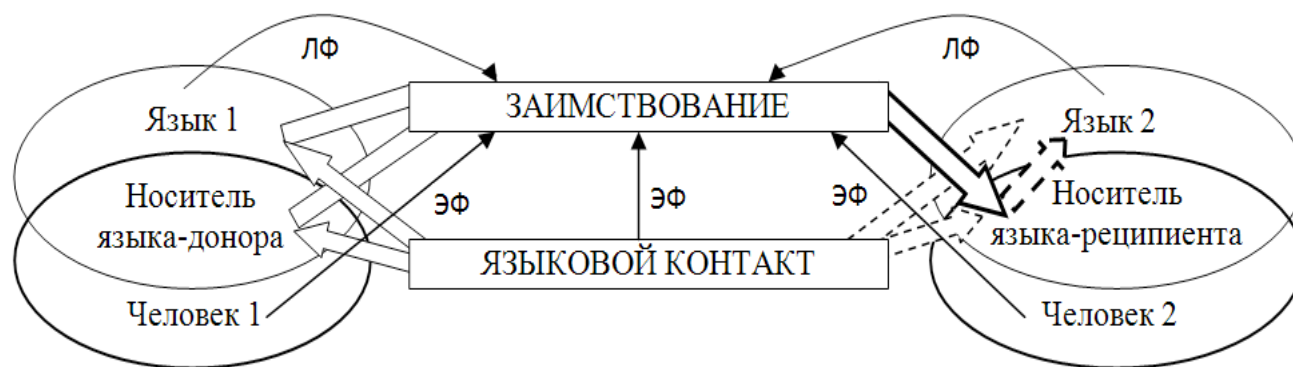 ЛФ
ЛФ
ЗАИМСТВОВАНИЕ
Язык 1
Язык 2
Носитель
языка-донора
ЭФ
ЭФ
ЭФ
Носитель
языка-реципиента
ЯЗЫКОВОЙ КОНТАКТ
Человек 1
Человек 2